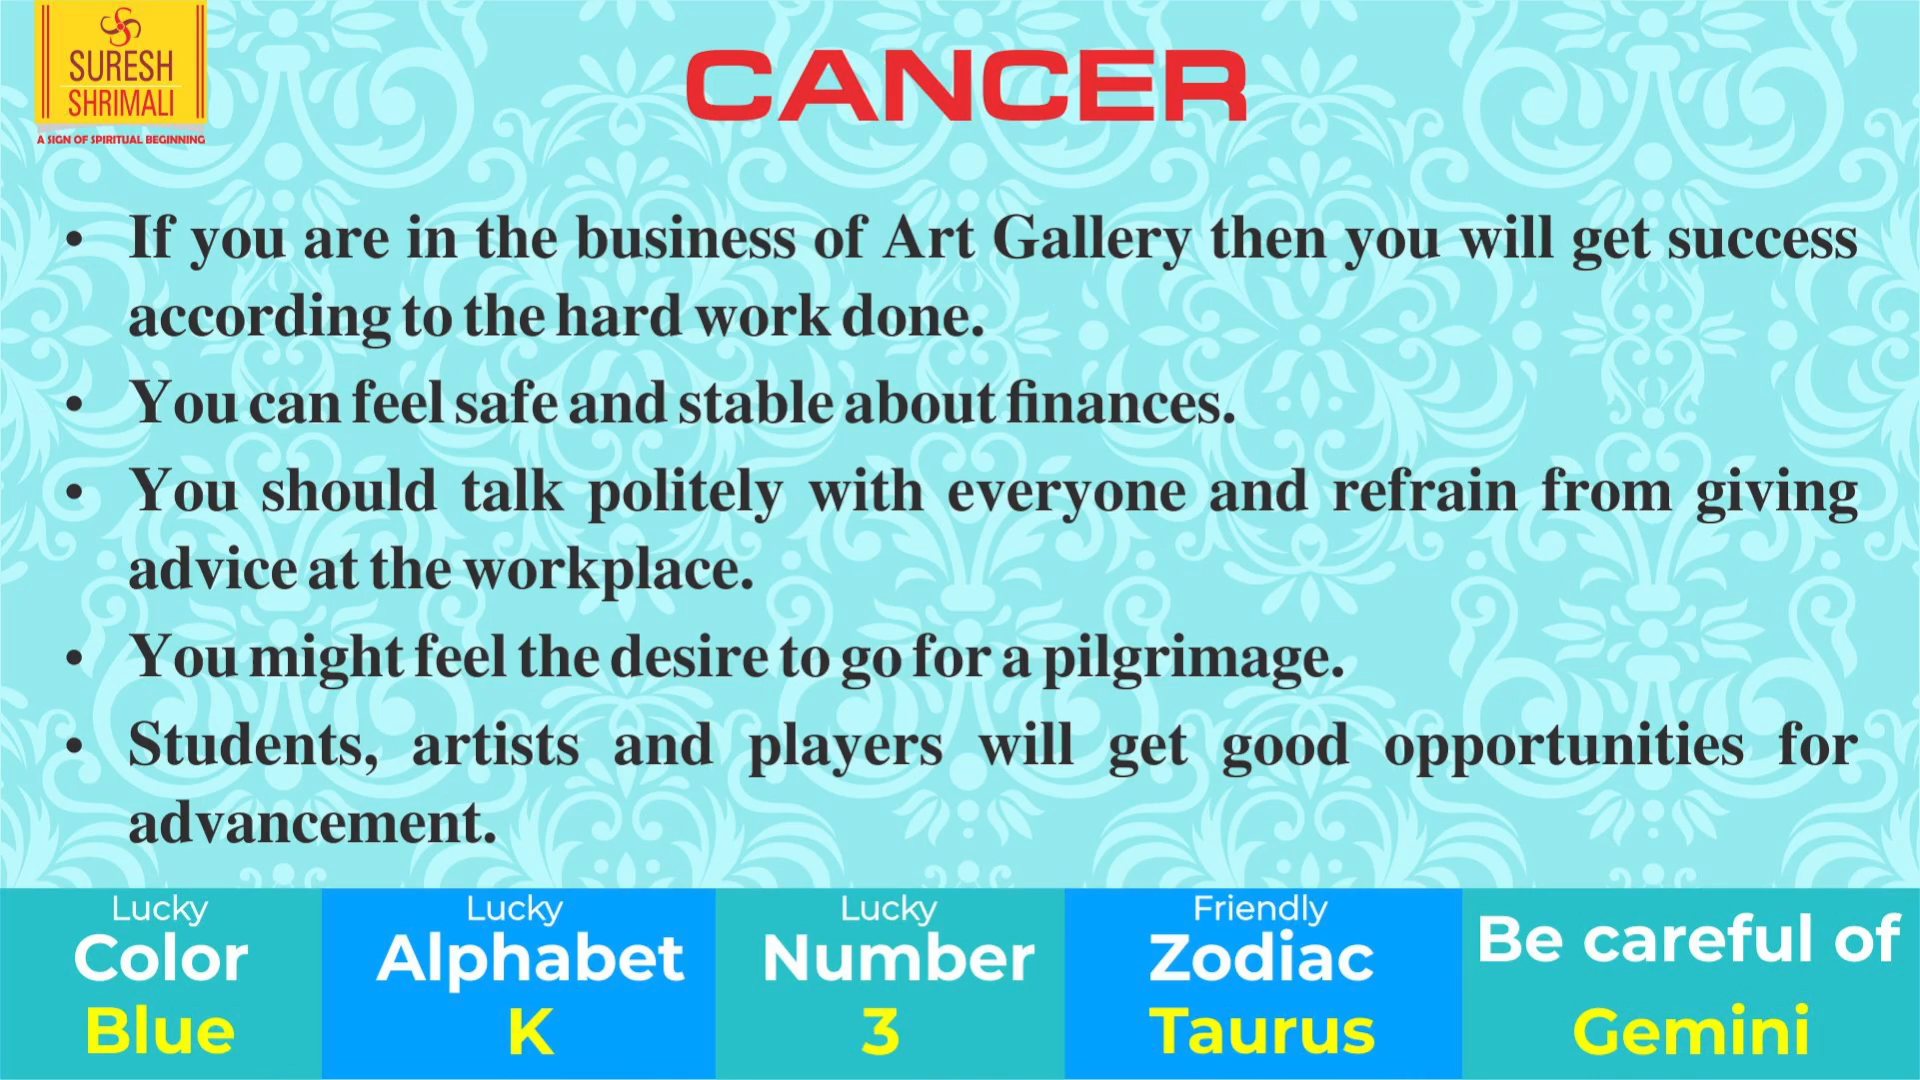 SURESH
SHRIMALI
A SIGN OF SPIRITUAL BEGINNING
CANCER
• If you are in the business of Art Gallery then you will get success
according to the hard work done.
• You can feel safe and stable about finances.
• You should talk politely with everyone and refrain from giving
advice at the workplace.
• You might feel the desire to go for a pilgrimage.
• Students, artists and players will get good opportunities for
advancement.
Lucky
Color
Blue
Lucky
Alphabet
K
Lucky
Number
3
Friendly
Zodiac
Taurus
Be careful of
Gemini